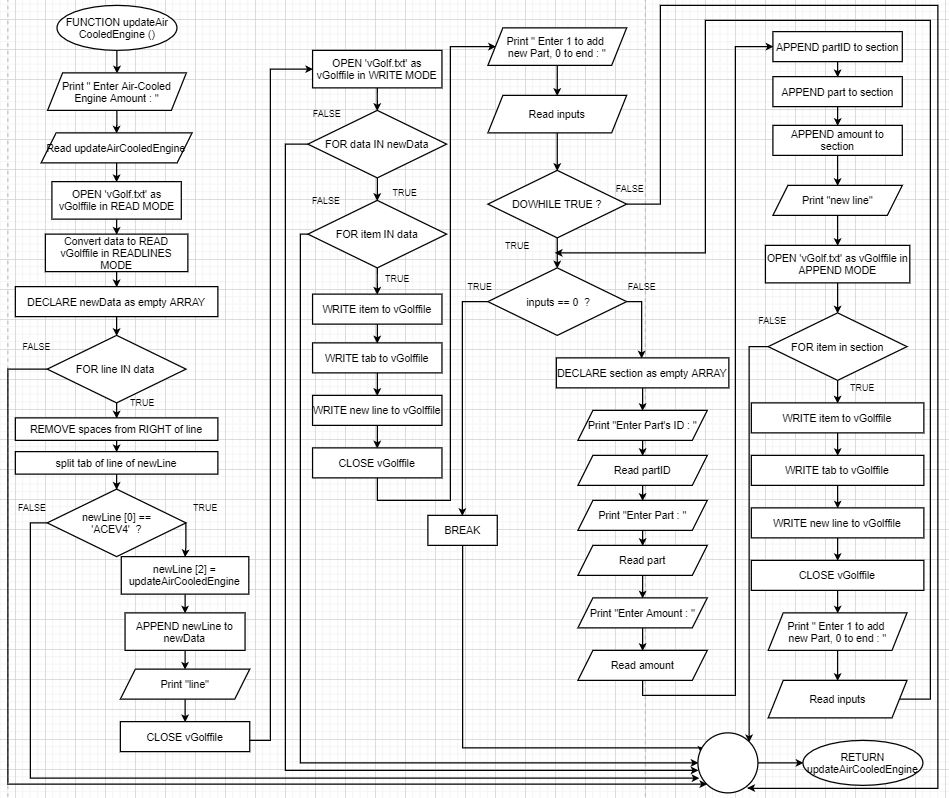 FUNCTION updateAir
CooledEngine ()
Print " Enter Air-Cooled
Engine Amount : "
Read updateAirCooledEngine
OPEN 'vGolf.txt' as
vGolffile in READ MODE
Convert data to READ
vGolffile in READLINES
MODE
DECLARE newData as empty ARRAY
FALSE
FOR line IN data
TRUE
REMOVE spaces from RIGHT of line
split tab of line of newLine
FALSE
TRUE
newLine [0] ==
'ACEV4' ?
newLine [2] =
updateAirCooledEngine
APPEND newLine to
newData
Print "line"
CLOSE vGolffile
OPEN 'vGolf.txt' as
vGolffile in WRITE MODE
FALSE
FOR data IN newData
TRUE
FALSE
FOR item IN data
TRUE
WRITE item to vGolffile
WRITE tab to vGolffile
WRITE new line to vGolffile
CLOSE vGolffile
Print " Enter 1 to add
new Part, 0 to end : "
Read inputs
DOWHILE TRUE ?
FALSE
TRUE
inputs == 0 ?
TRUE
FALSE
BREAK
DECLARE section as empty ARRAY
Print "Enter Part's ID : "
Read partID
Print "Enter Part : "
Read part
Print "Enter Amount : "
Read amount
APPEND partID to section
APPEND part to section
APPEND amount to
section
Print "new line"
OPEN 'vGolf.txt' as vGolffile in
APPEND MODE
FALSE
FOR item in section
TRUE
WRITE item to vGolffile
WRITE tab to vGolffile
WRITE new line to vGolffile
CLOSE vGolffile
Print " Enter 1 to add
new Part, 0 to end : "
Read inputs
RETURN
updateAirCooledEngine